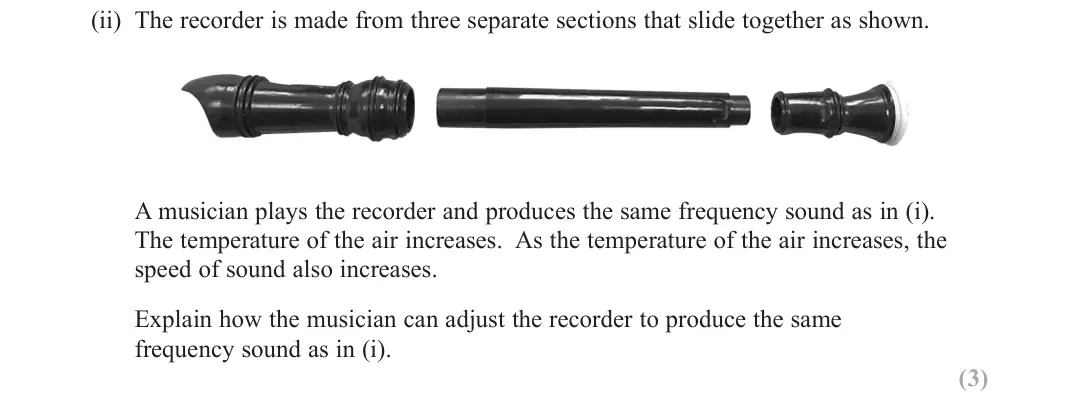 (ii) The recorder is made from three separate sections that slide together as shown.
A musician plays the recorder and produces the same frequency sound as in (i).
The temperature of the air increases. As the temperature of the air increases, the
speed of sound also increases.
Explain how the musician can adjust the recorder to produce the same
frequency sound as in (i).
(3)